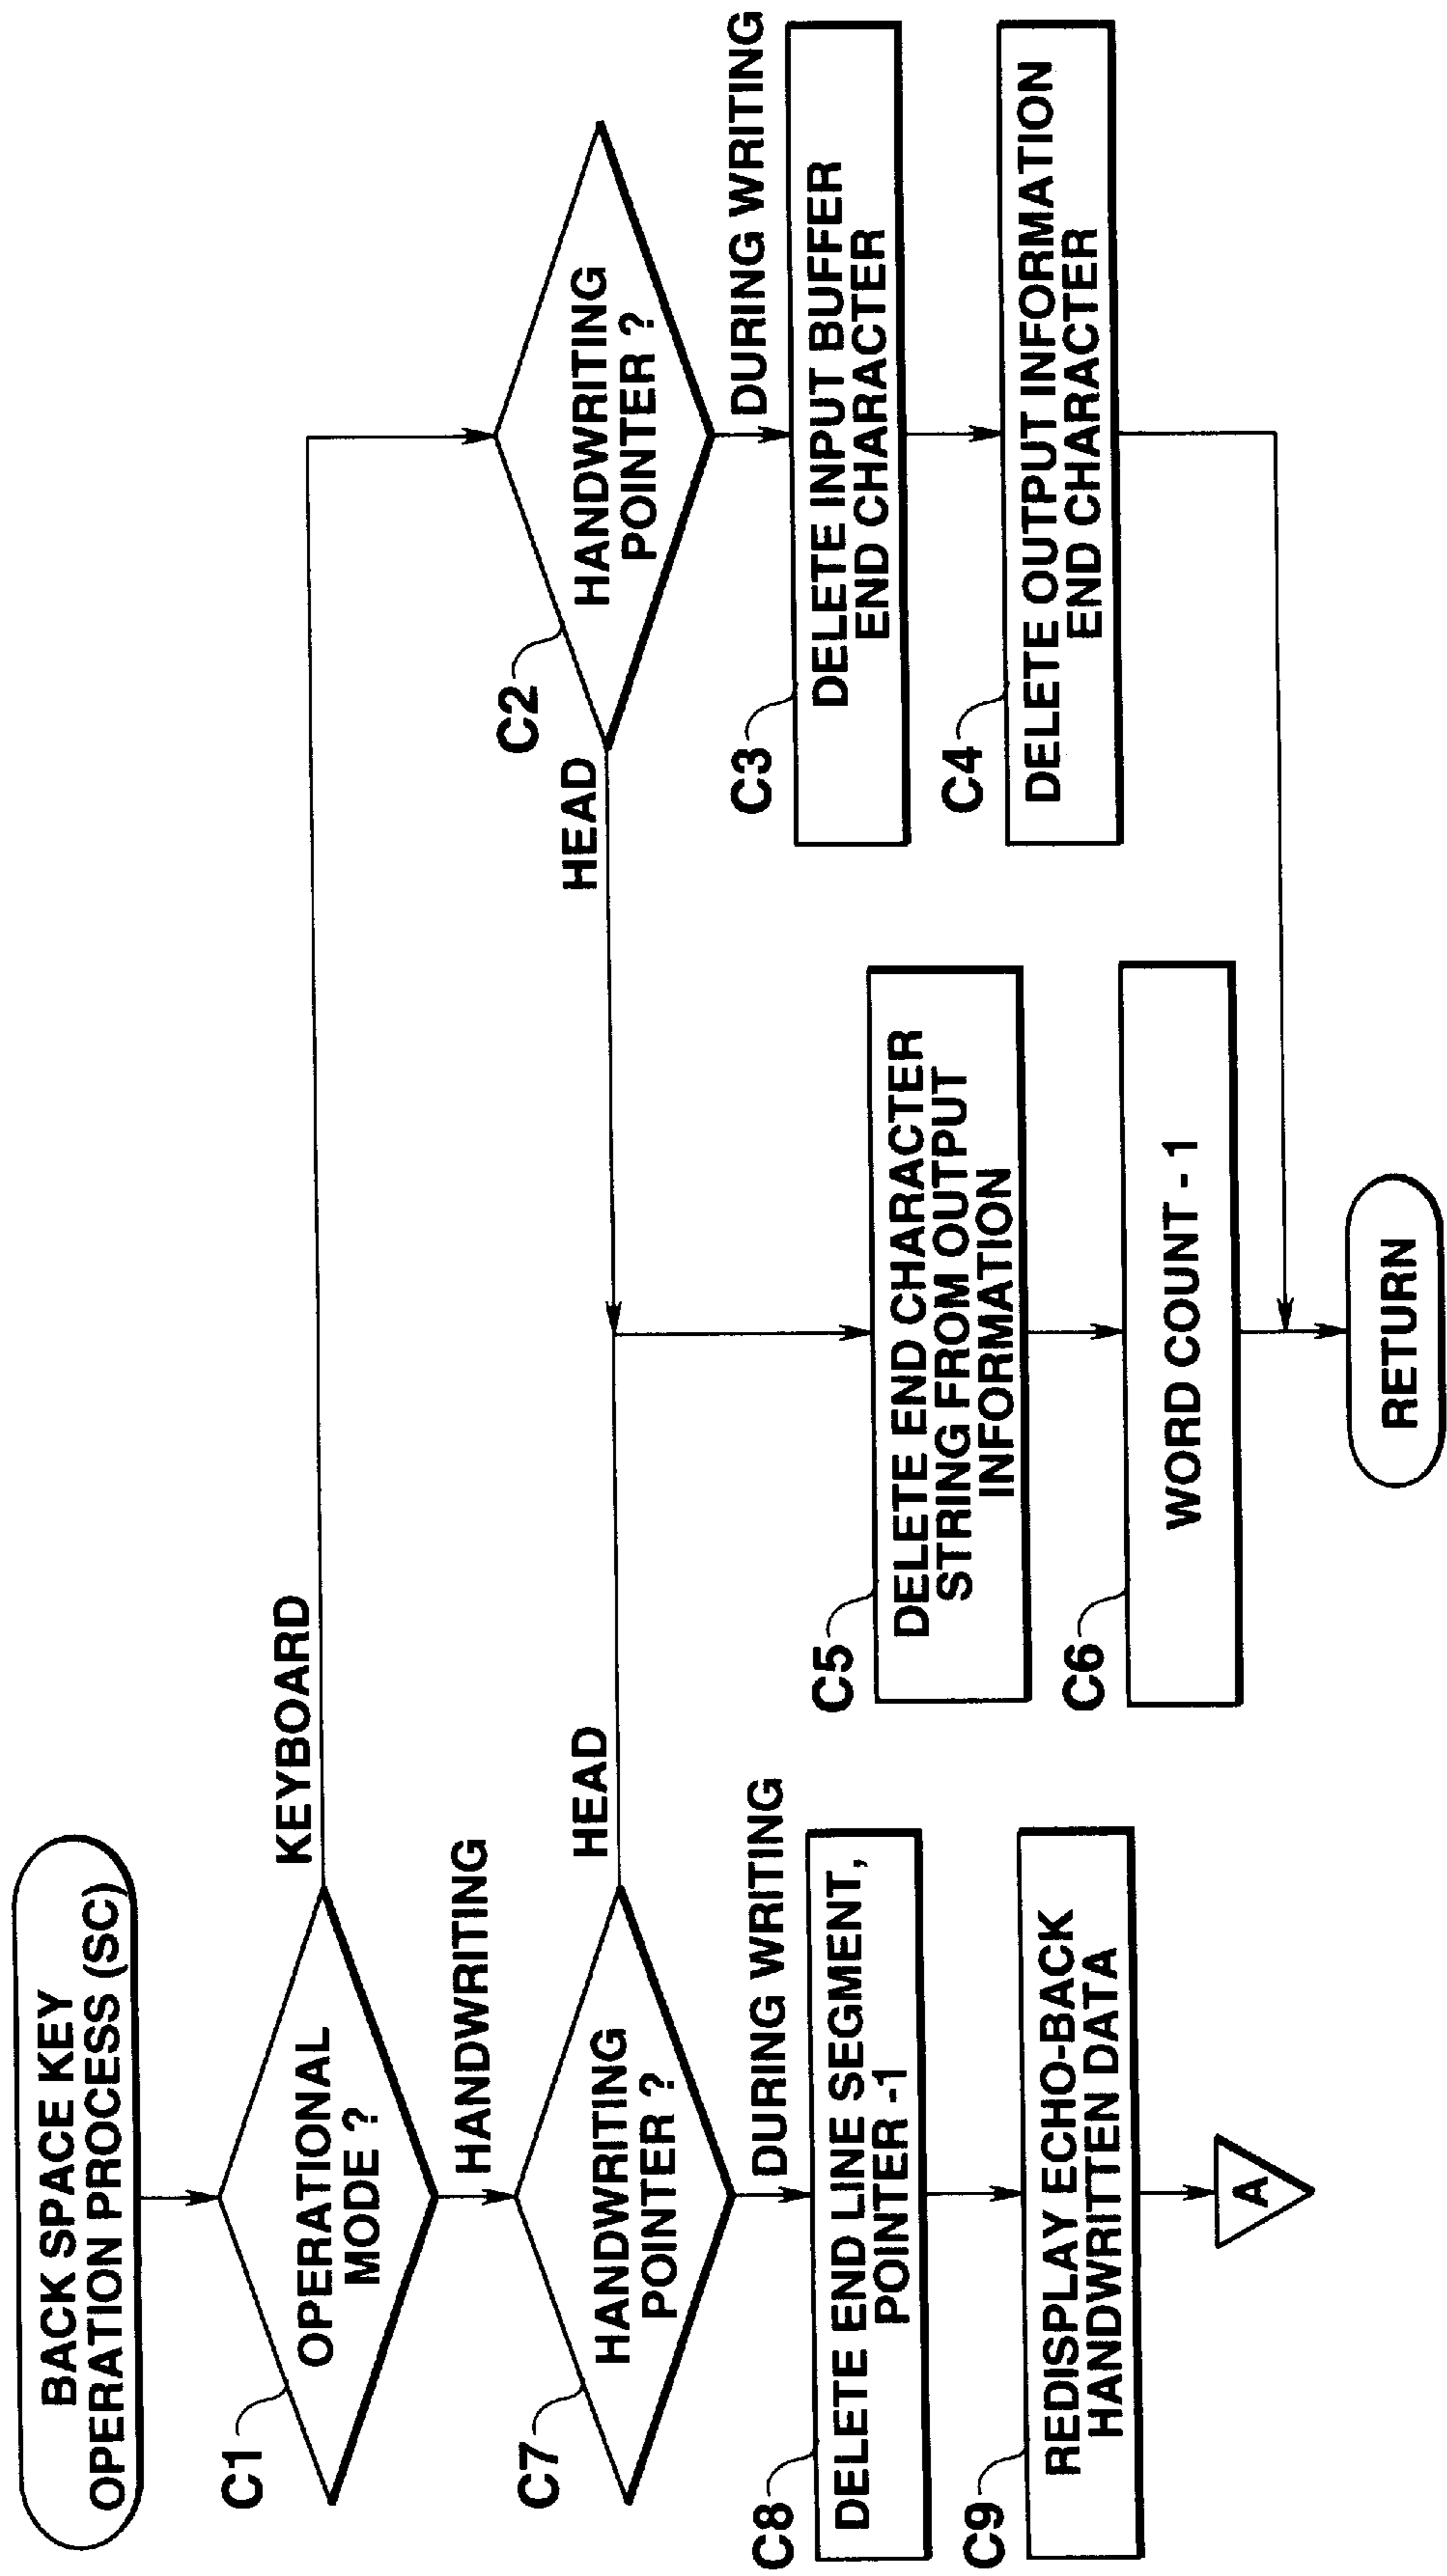 BACK SPACE KEY
OPERATION PROCESS (SC)
C1
OPERATIONAL
MODE ?
KEYBOARD
HANDWRITING
C7
HANDWRITING
POINTER ?
HEAD
DURING WRITING
C8
DELETE END LINE SEGMENT,
POINTER -1
C9
REDISPLAY ECHO-BACK
HANDWRITTEN DATA
A
C2
HANDWRITING
POINTER ?
HEAD
DURING WRITING
C3
DELETE INPUT BUFFER
END CHARACTER
C4
DELETE OUTPUT INFORMATION
END CHARACTER
C5
DELETE END CHARACTER
STRING FROM OUTPUT
INFORMATION
C6
WORD COUNT - 1
RETURN